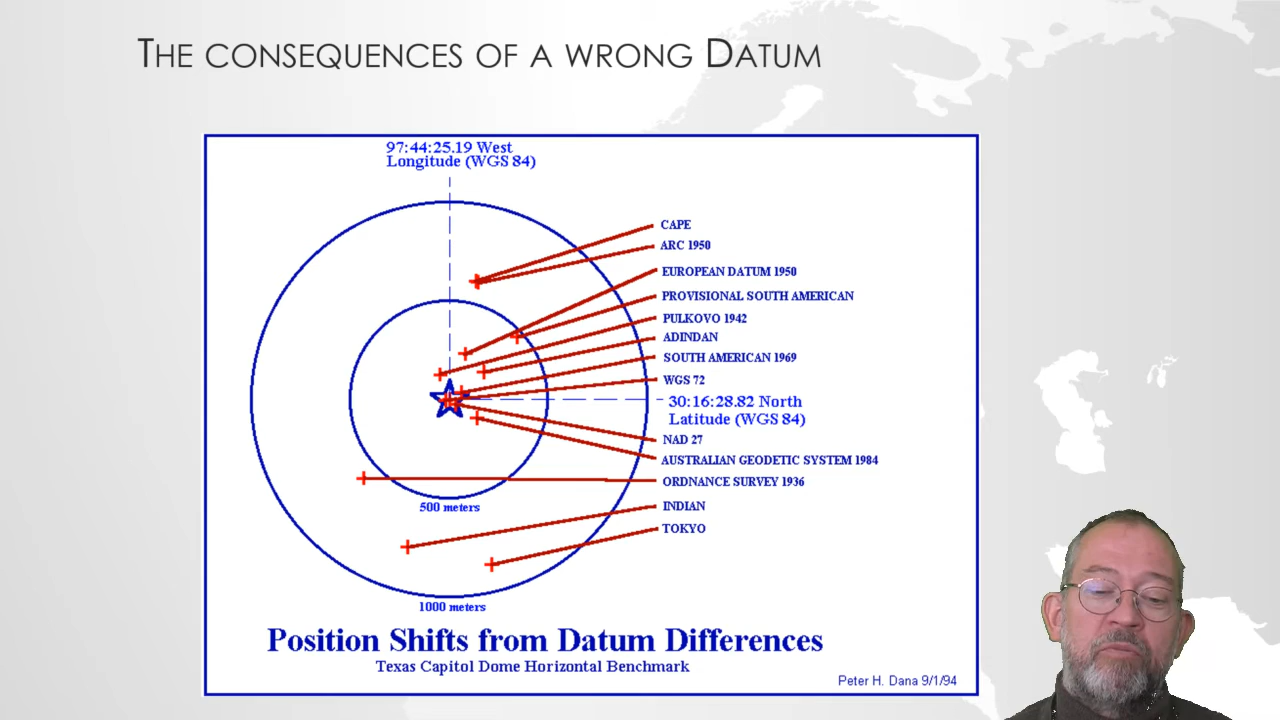 The consequences of a wrong Datum
97:44:25.19 West
Longitude (WGS 84)
CAPE
ARC 1950
EUROPEAN DATUM 1950
PROVISIONAL SOUTH AMERICAN
PULKOVO 1942
ADINDAN
SOUTH AMERICAN 1969
WGS 72
30:16:28.82 North
Latitude (WGS 84)
NAD 27
AUSTRALIAN GEODETIC SYSTEM 1984
ORDNANCE SURVEY 1936
500 meters
INDIAN
TOKYO
1000 meters
Position Shifts from Datum Differences
Texas Capitol Dome Horizontal Benchmark
Peter H. Dana 9/1/94